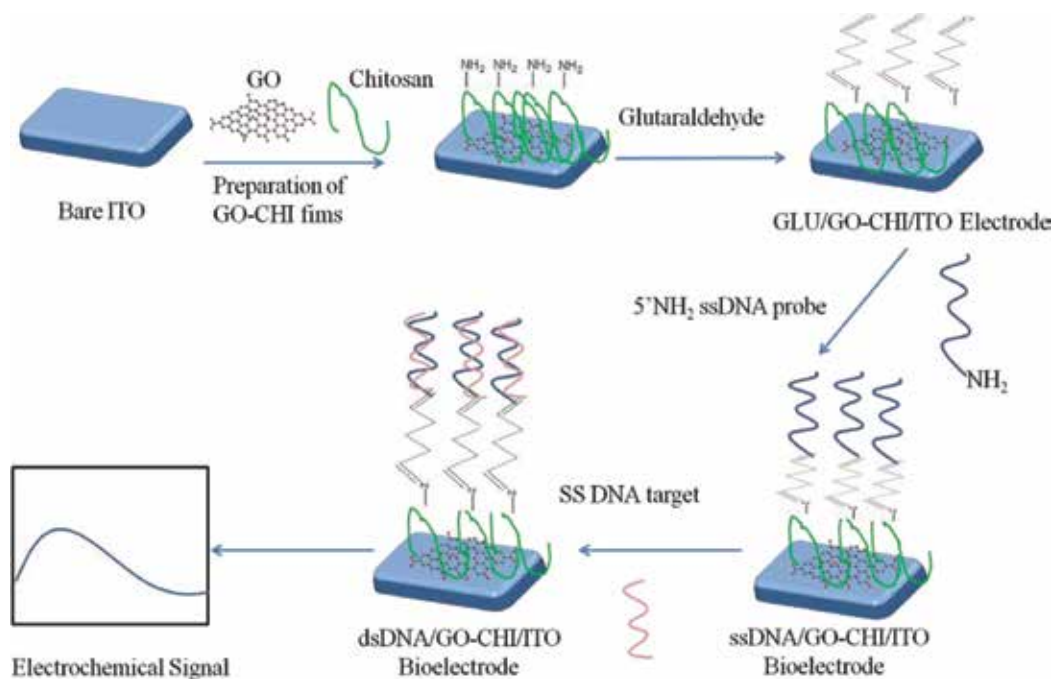 GO
Chitosan
Preparation of
GO-CHI fims
Bare ITO
NH2 NH2 NH2 NH2
Glutaraldehyde
GLU/GO-CHI/ITO Electrode
5'NH2 ssDNA probe
NH2
ssDNA/GO-CHI/ITO
Bioelectrode
SS DNA target
dsDNA/GO-CHI/ITO
Bioelectrode
Electrochemical Signal